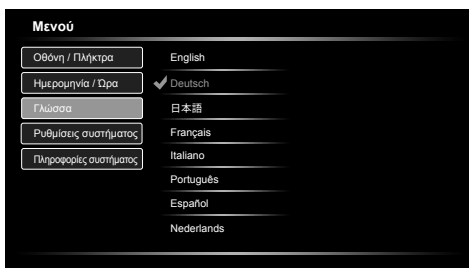 Μενού
Οθόνη / Πλήκτρα
Ημερομηνία / Ώρα
Γλώσσα
Ρυθμίσεις συστήματος
Πληροφορίες συστήματος
English
Deutsch
日本語
Français
Italiano
Português
Español
Nederlands